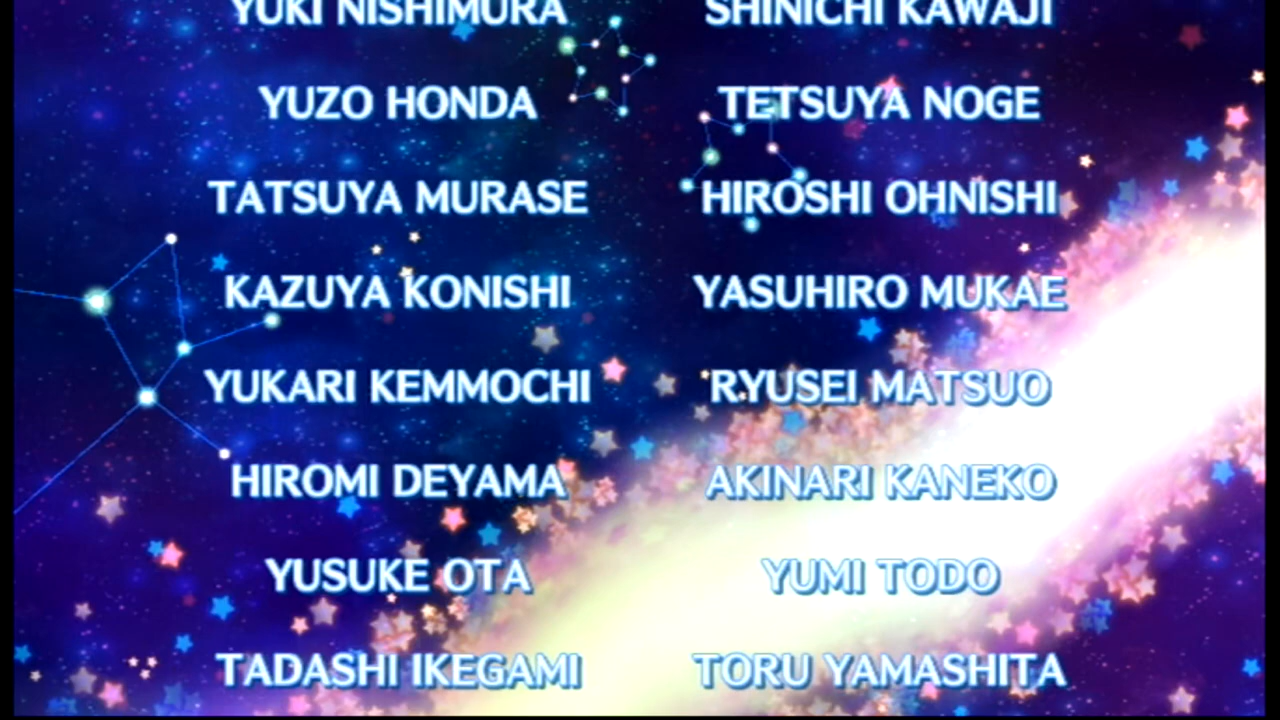 YUKI NISHIMURA SHINICHI KAWAJI
YUZO HONDA TETSUYA NOGE
TATSUYA MURASE HIROSHI OHNISHI
KAZUYA KONISHI YASUHIRO MUKAE
YUKARI KEMMOCHI RYUSEI MATSUO
HIROMI DEYAMA AKINARI KANEKO
YUSUKE OTA YUMI TODO
TADASHI IKEGAMI TORU YAMASHITA